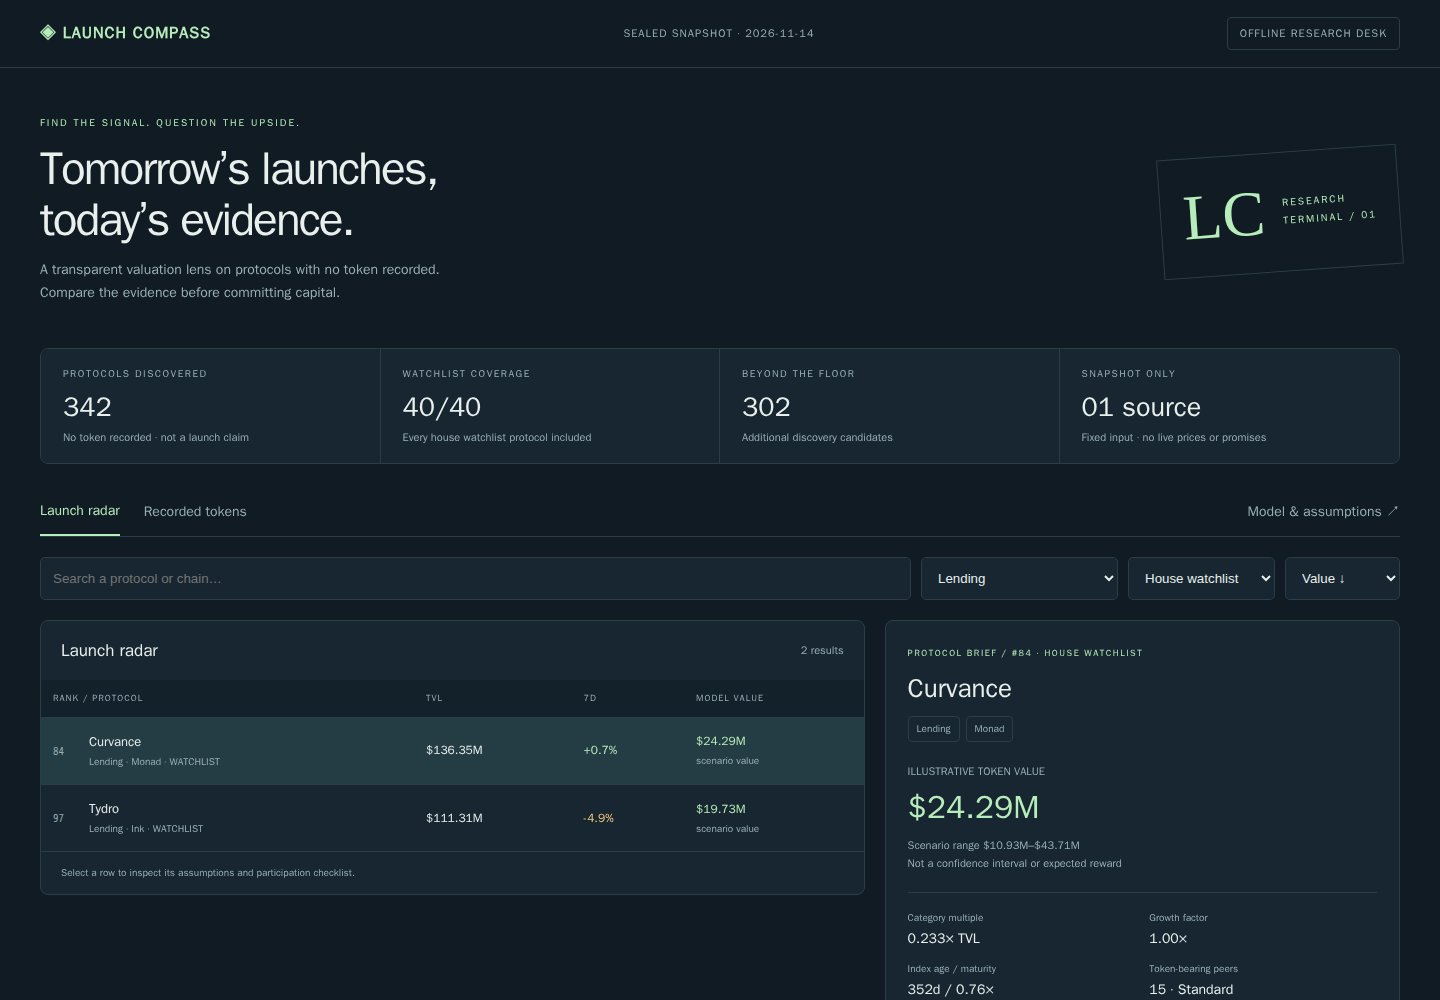 ◈ LAUNCH COMPASS
SEALED SNAPSHOT · 2026-11-14
OFFLINE RESEARCH DESK
FIND THE SIGNAL. QUESTION THE UPSIDE.
Tomorrow’s launches,
today’s evidence.
A transparent valuation lens on protocols with no token recorded.
Compare the evidence before committing capital.
LC
RESEARCH
TERMINAL / 01
PROTOCOLS DISCOVERED
342
No token recorded · not a launch claim
WATCHLIST COVERAGE
40/40
Every house watchlist protocol included
BEYOND THE FLOOR
302
Additional discovery candidates
SNAPSHOT ONLY
01 source
Fixed input · no live prices or promises
Launch radar
Recorded tokens
Model & assumptions ↗
Search a protocol or chain…
Lending
House watchlist
Value ↓
Launch radar
2 results
RANK / PROTOCOL
TVL
7D
MODEL VALUE
84
Curvance
Lending · Monad · WATCHLIST
$136.35M
+0.7%
$24.29M
scenario value
97
Tydro
Lending · Ink · WATCHLIST
$111.31M
-4.9%
$19.73M
scenario value
Select a row to inspect its assumptions and participation checklist.
PROTOCOL BRIEF / #84 · HOUSE WATCHLIST
Curvance
Lending
Monad
ILLUSTRATIVE TOKEN VALUE
$24.29M
Scenario range $10.93M–$43.71M
Not a confidence interval or expected reward
Category multiple
0.233× TVL
Growth factor
1.00×
Index age / maturity
352d / 0.76×
Token-bearing peers
15 · Standard